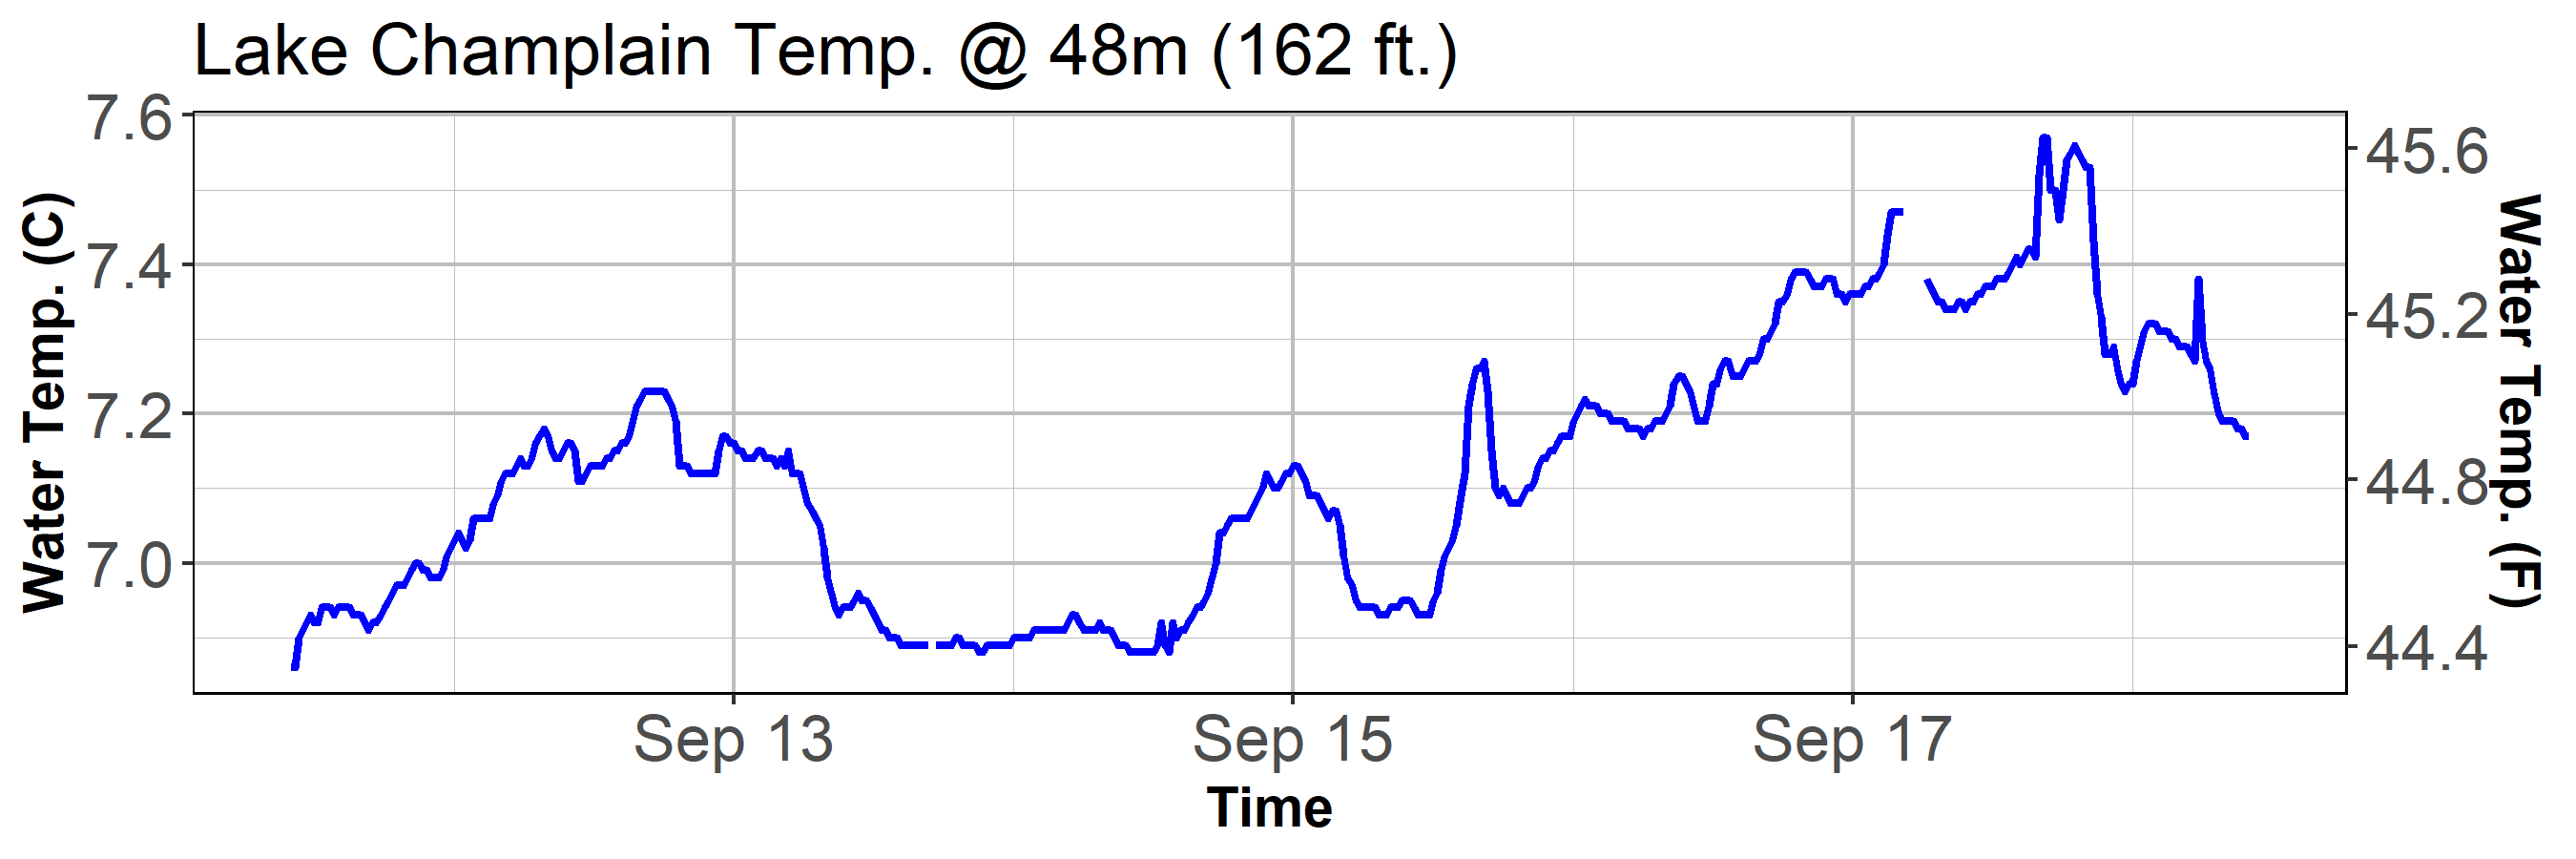 Lake Champlain Temp. @ 48m (162 ft.)
Water Temp. (C)
7.6
7.4
7.2
7.0
45.6
45.2
44.8
44.4
Water Temp. (F)
Sep 13 Sep 15 Sep 17
Time